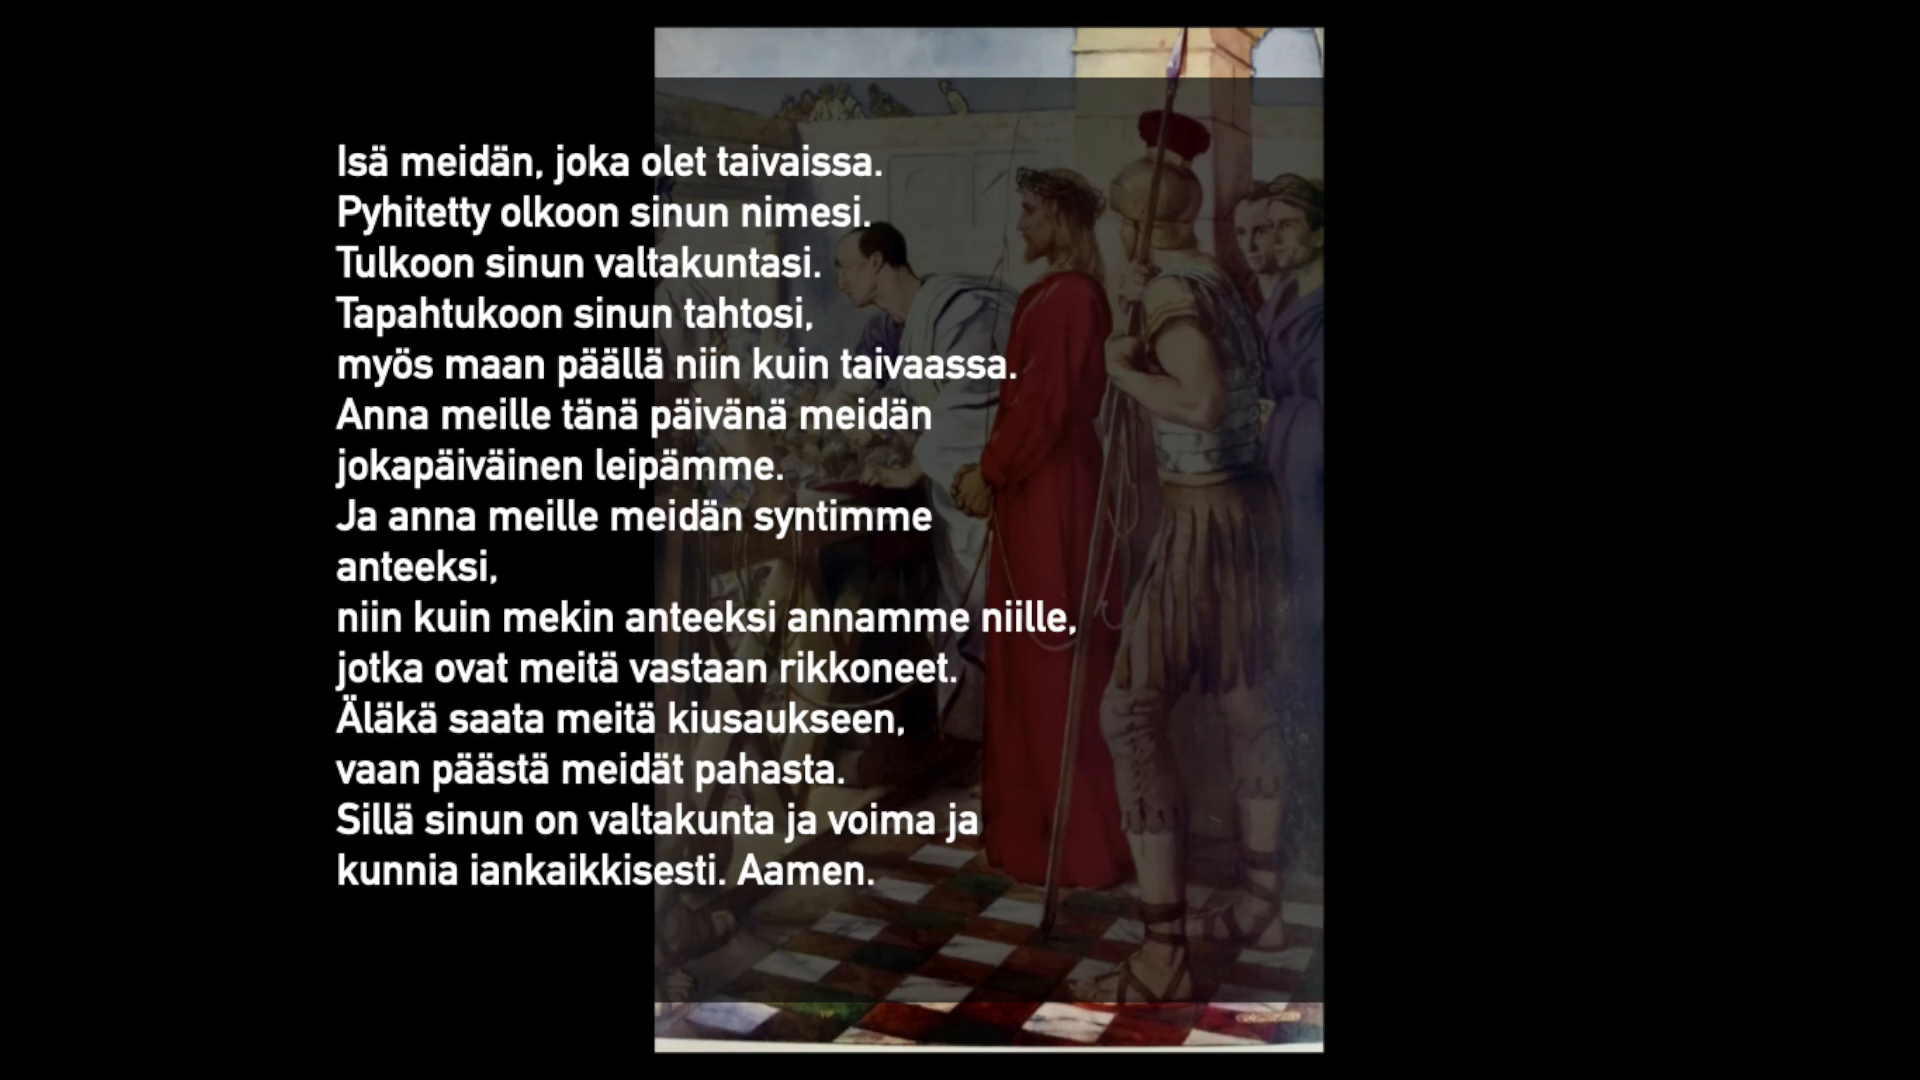 Isä meidän, joka olet taivaissa.
Pyhitetty olkoon sinun nimesi.
Tulkoon sinun valtakuntasi.
Tapahtukoon sinun tahtosi,
myös maan päällä niin kuin taivaassa.
Anna meille tänä päivänä meidän
jokapäiväinen leipämme.
Ja anna meille meidän syntimme
anteeksi,
niin kuin mekin anteeksi annamme niille,
jotka ovat meitä vastaan rikkoneet.
Äläkä saata meitä kiusaukseen,
vaan päästä meidät pahasta.
Sillä sinun on valtakunta ja voima ja
kunnia iankaikkisesti. Aamen.